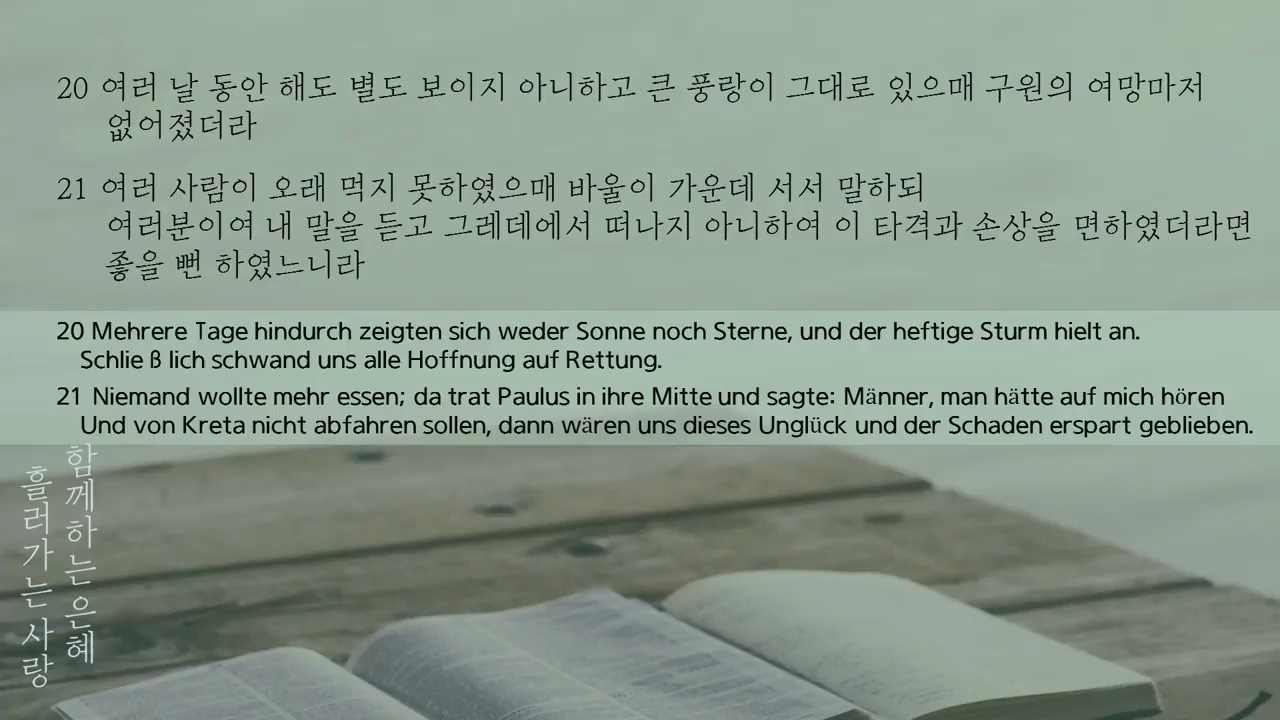 20 여러 날 동안 해도 별도 보이지 아니하고 큰 풍랑이 그대로 있으매 구원의 여망마저
없어졌더라
21 여러 사람이 오래 먹지 못하였으매 바울이 가운데 서서 말하되
여러분이여 내 말을 듣고 그레데에서 떠나지 아니하여 이 타격과 손상을 면하였더라면
좋을 뻔 하였느니라
20 Mehrere Tage hindurch zeigten sich weder Sonne noch Sterne, und der heftige Sturm hielt an.
Schlie ß lich schwand uns alle Hoffnung auf Rettung.
21 Niemand wollte mehr essen; da trat Paulus in ihre Mitte und sagte: Männer, man hätte auf mich hören
Und von Kreta nicht abfahren sollen, dann wären uns dieses Unglück und der Schaden erspart geblieben.
함께하는 은혜
흘러가는 사랑